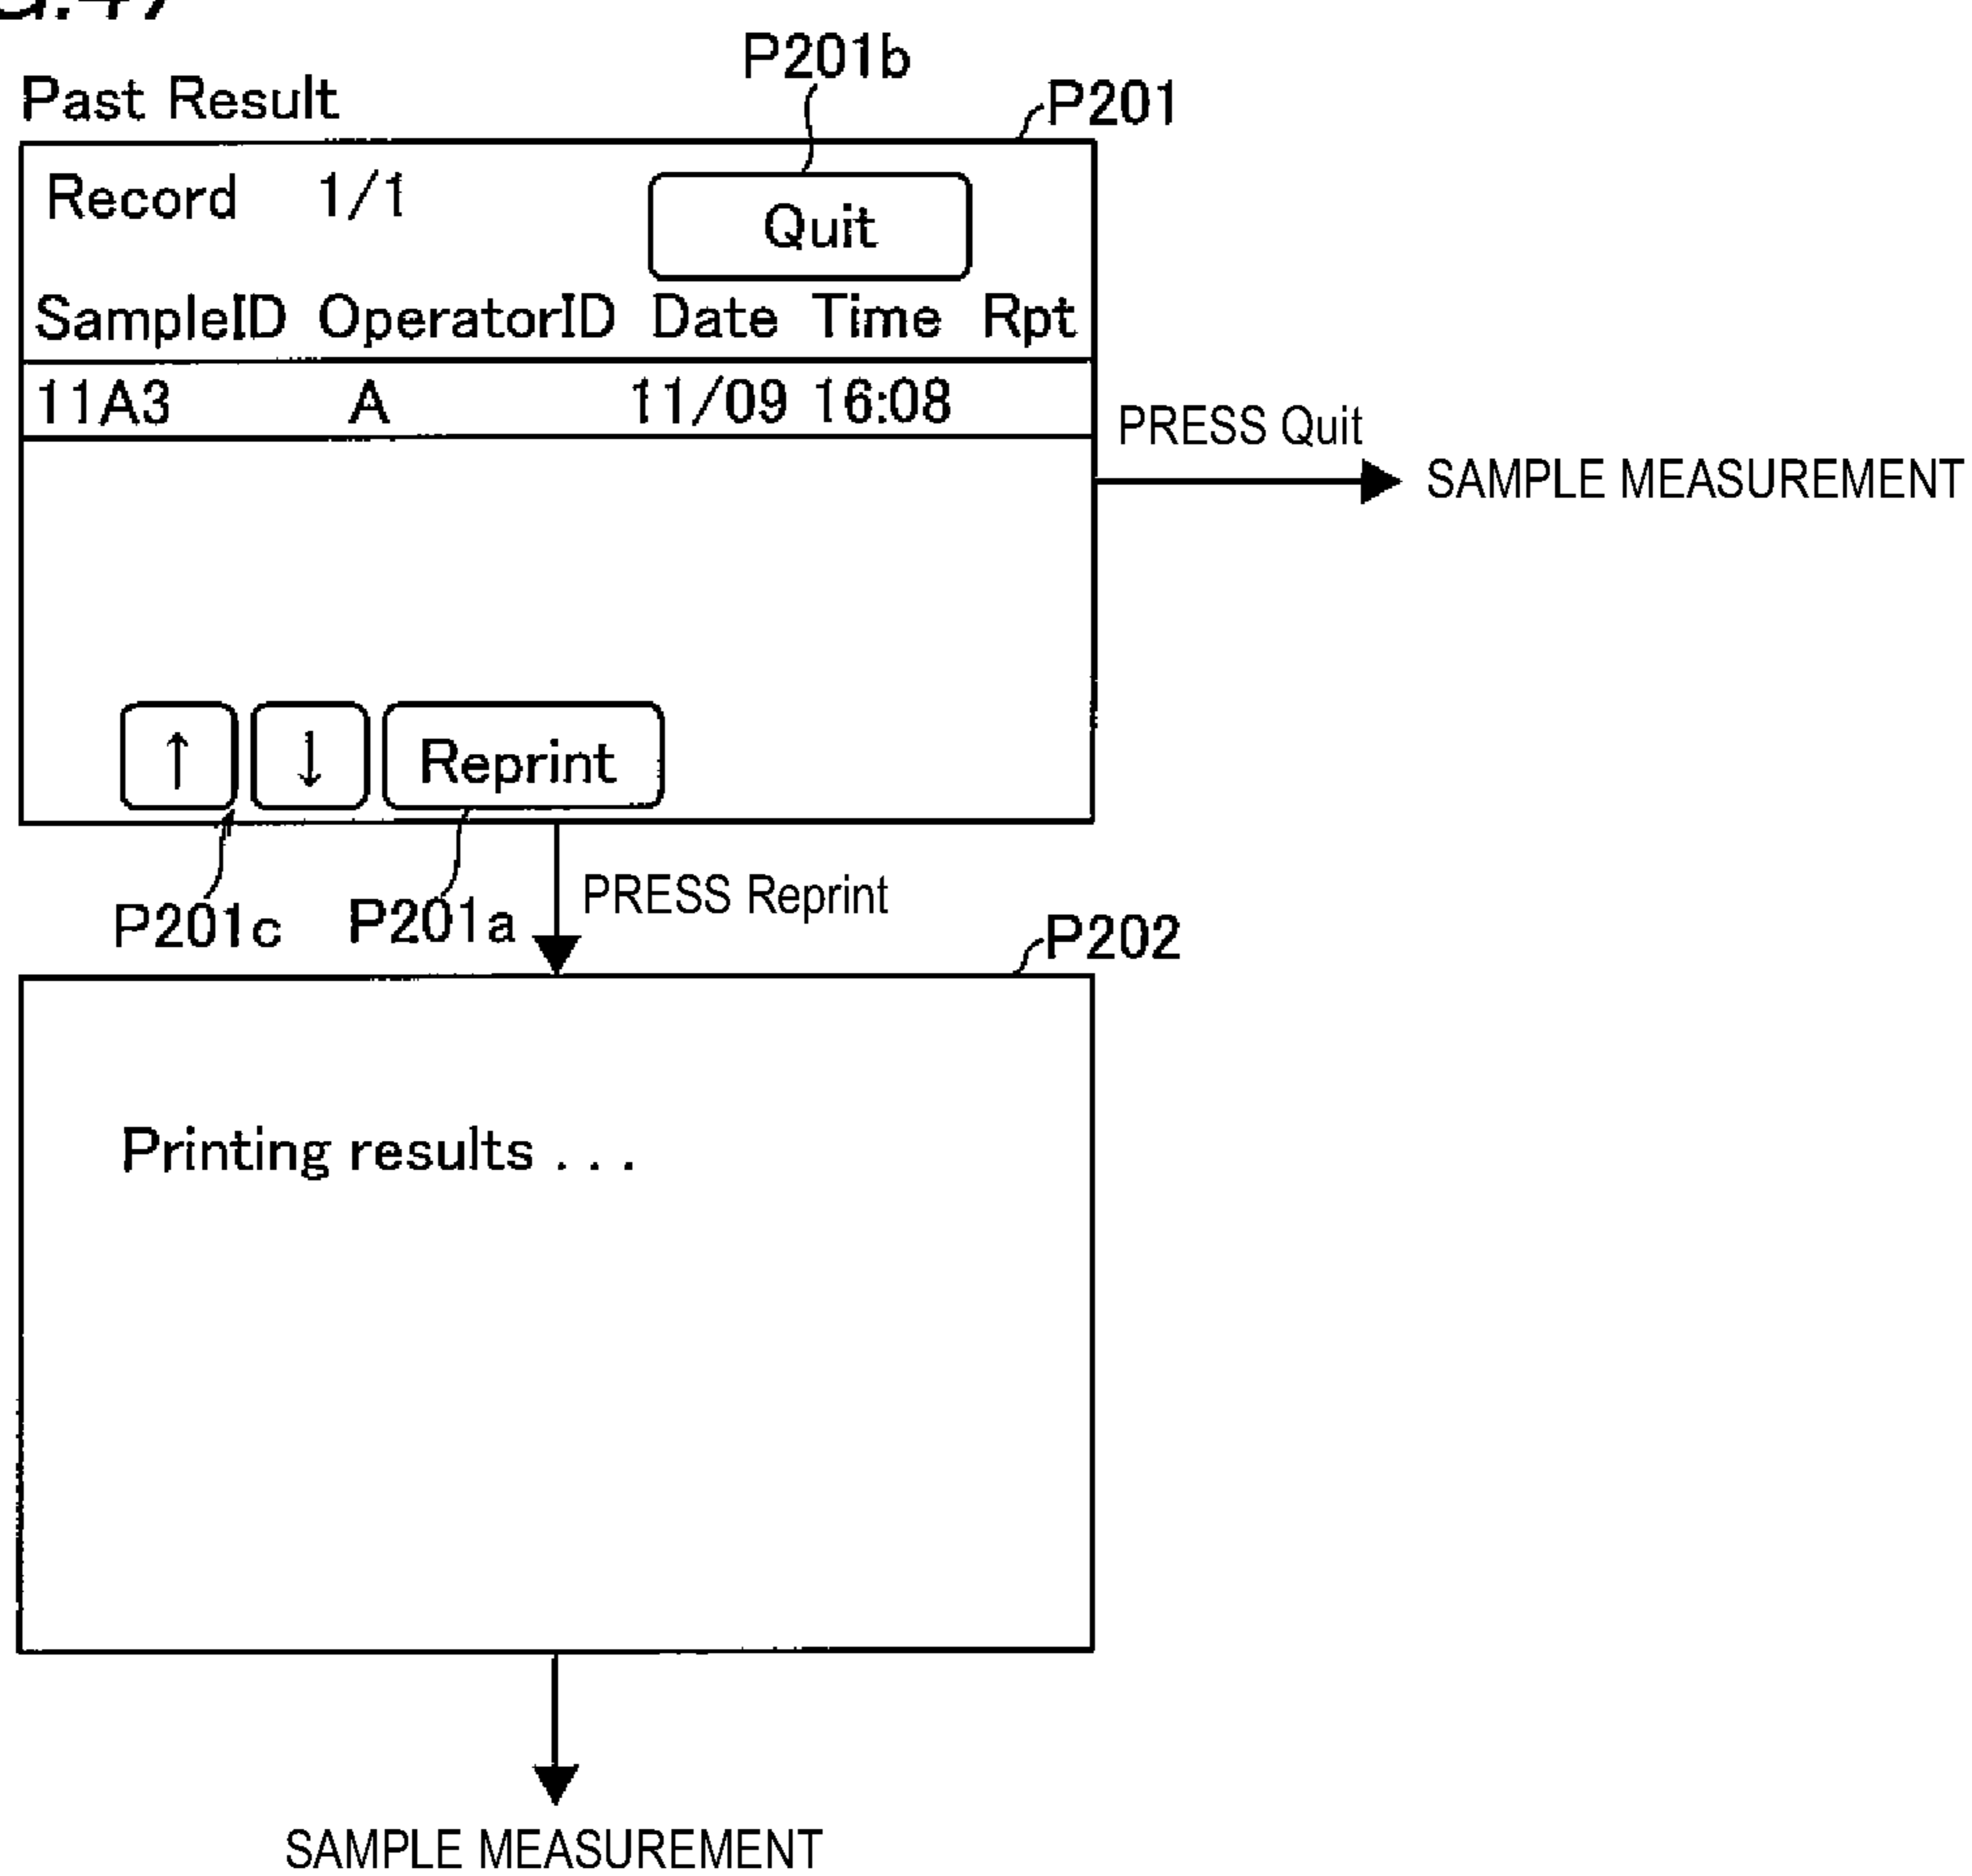 P201b
Past Result
P201
Record 1/1
Quit
SampleID OperatorID Date Time Rpt
11A3 A 11/09 16:08
PRESS Quit
SAMPLE MEASUREMENT
↑ ↓ Reprint
PRESS Reprint
P201c P201a
P202
Printing results . . .
SAMPLE MEASUREMENT